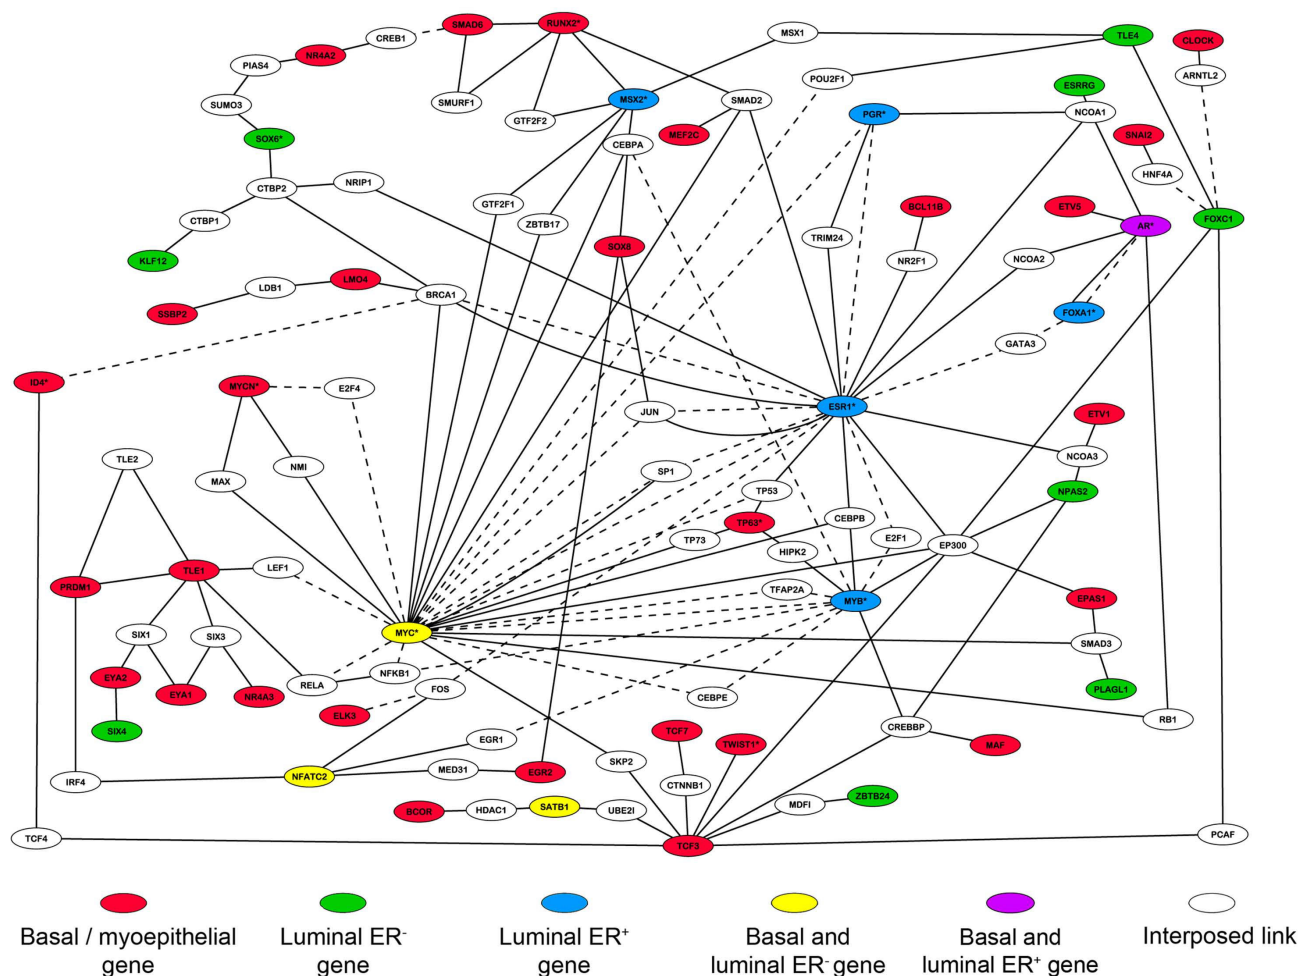 SMAD6
RUNX2*
CREB1
MSX1
TLE4
CLOCK
NR4A2
PIAS4
POU2F1
ARNTL2
ESRRG
SUMO3
SMURF1
GTF2F2
MSX2*
SMAD2
PGR*
NCOA1
SOX6*
MEF2C
SNAI2
CEBPA
HNF4A
CTBP2
NRIP1
CTBP1
GTF2F1
ZBTB17
BCL11B
ETV5
FOXC1
AR*
TRIM24
SOX8
KLF12
NR2F1
NCOA2
LMO4
LDB1
BRCA1
SSBP2
FOXA1*
GATA3
ID4*
MYCN*
E2F4
ESR1*
JUN
ETV1
TLE2
NCOA3
NMI
SP1
MAX
TP53
NPAS2
TP63*
CEBPB
TP73
E2F1
HIPK2
EP300
LEF1
TLE1
PRDM1
TFAP2A
MYB*
EPAS1
MYC*
SIX1
SIX3
SMAD3
EYA2
NFKB1
RELA
FOS
EYA1
NR4A3
CEBPE
PLAGL1
ELK3
RB1
SIX4
TCF7
CREBBP
EGR1
TWIST1*
MAF
SKP2
MED31
EGR2
NFATC2
IRF4
CTNNB1
ZBTB24
MDFI
BCOR
HDAC1
SATB1
UBE2I
TCF4
TCF3
PCAF
Basal / myoepithelial
gene
Luminal ER-
gene
Luminal ER+
gene
Basal and
luminal ER- gene
Basal and
luminal ER+ gene
Interposed link